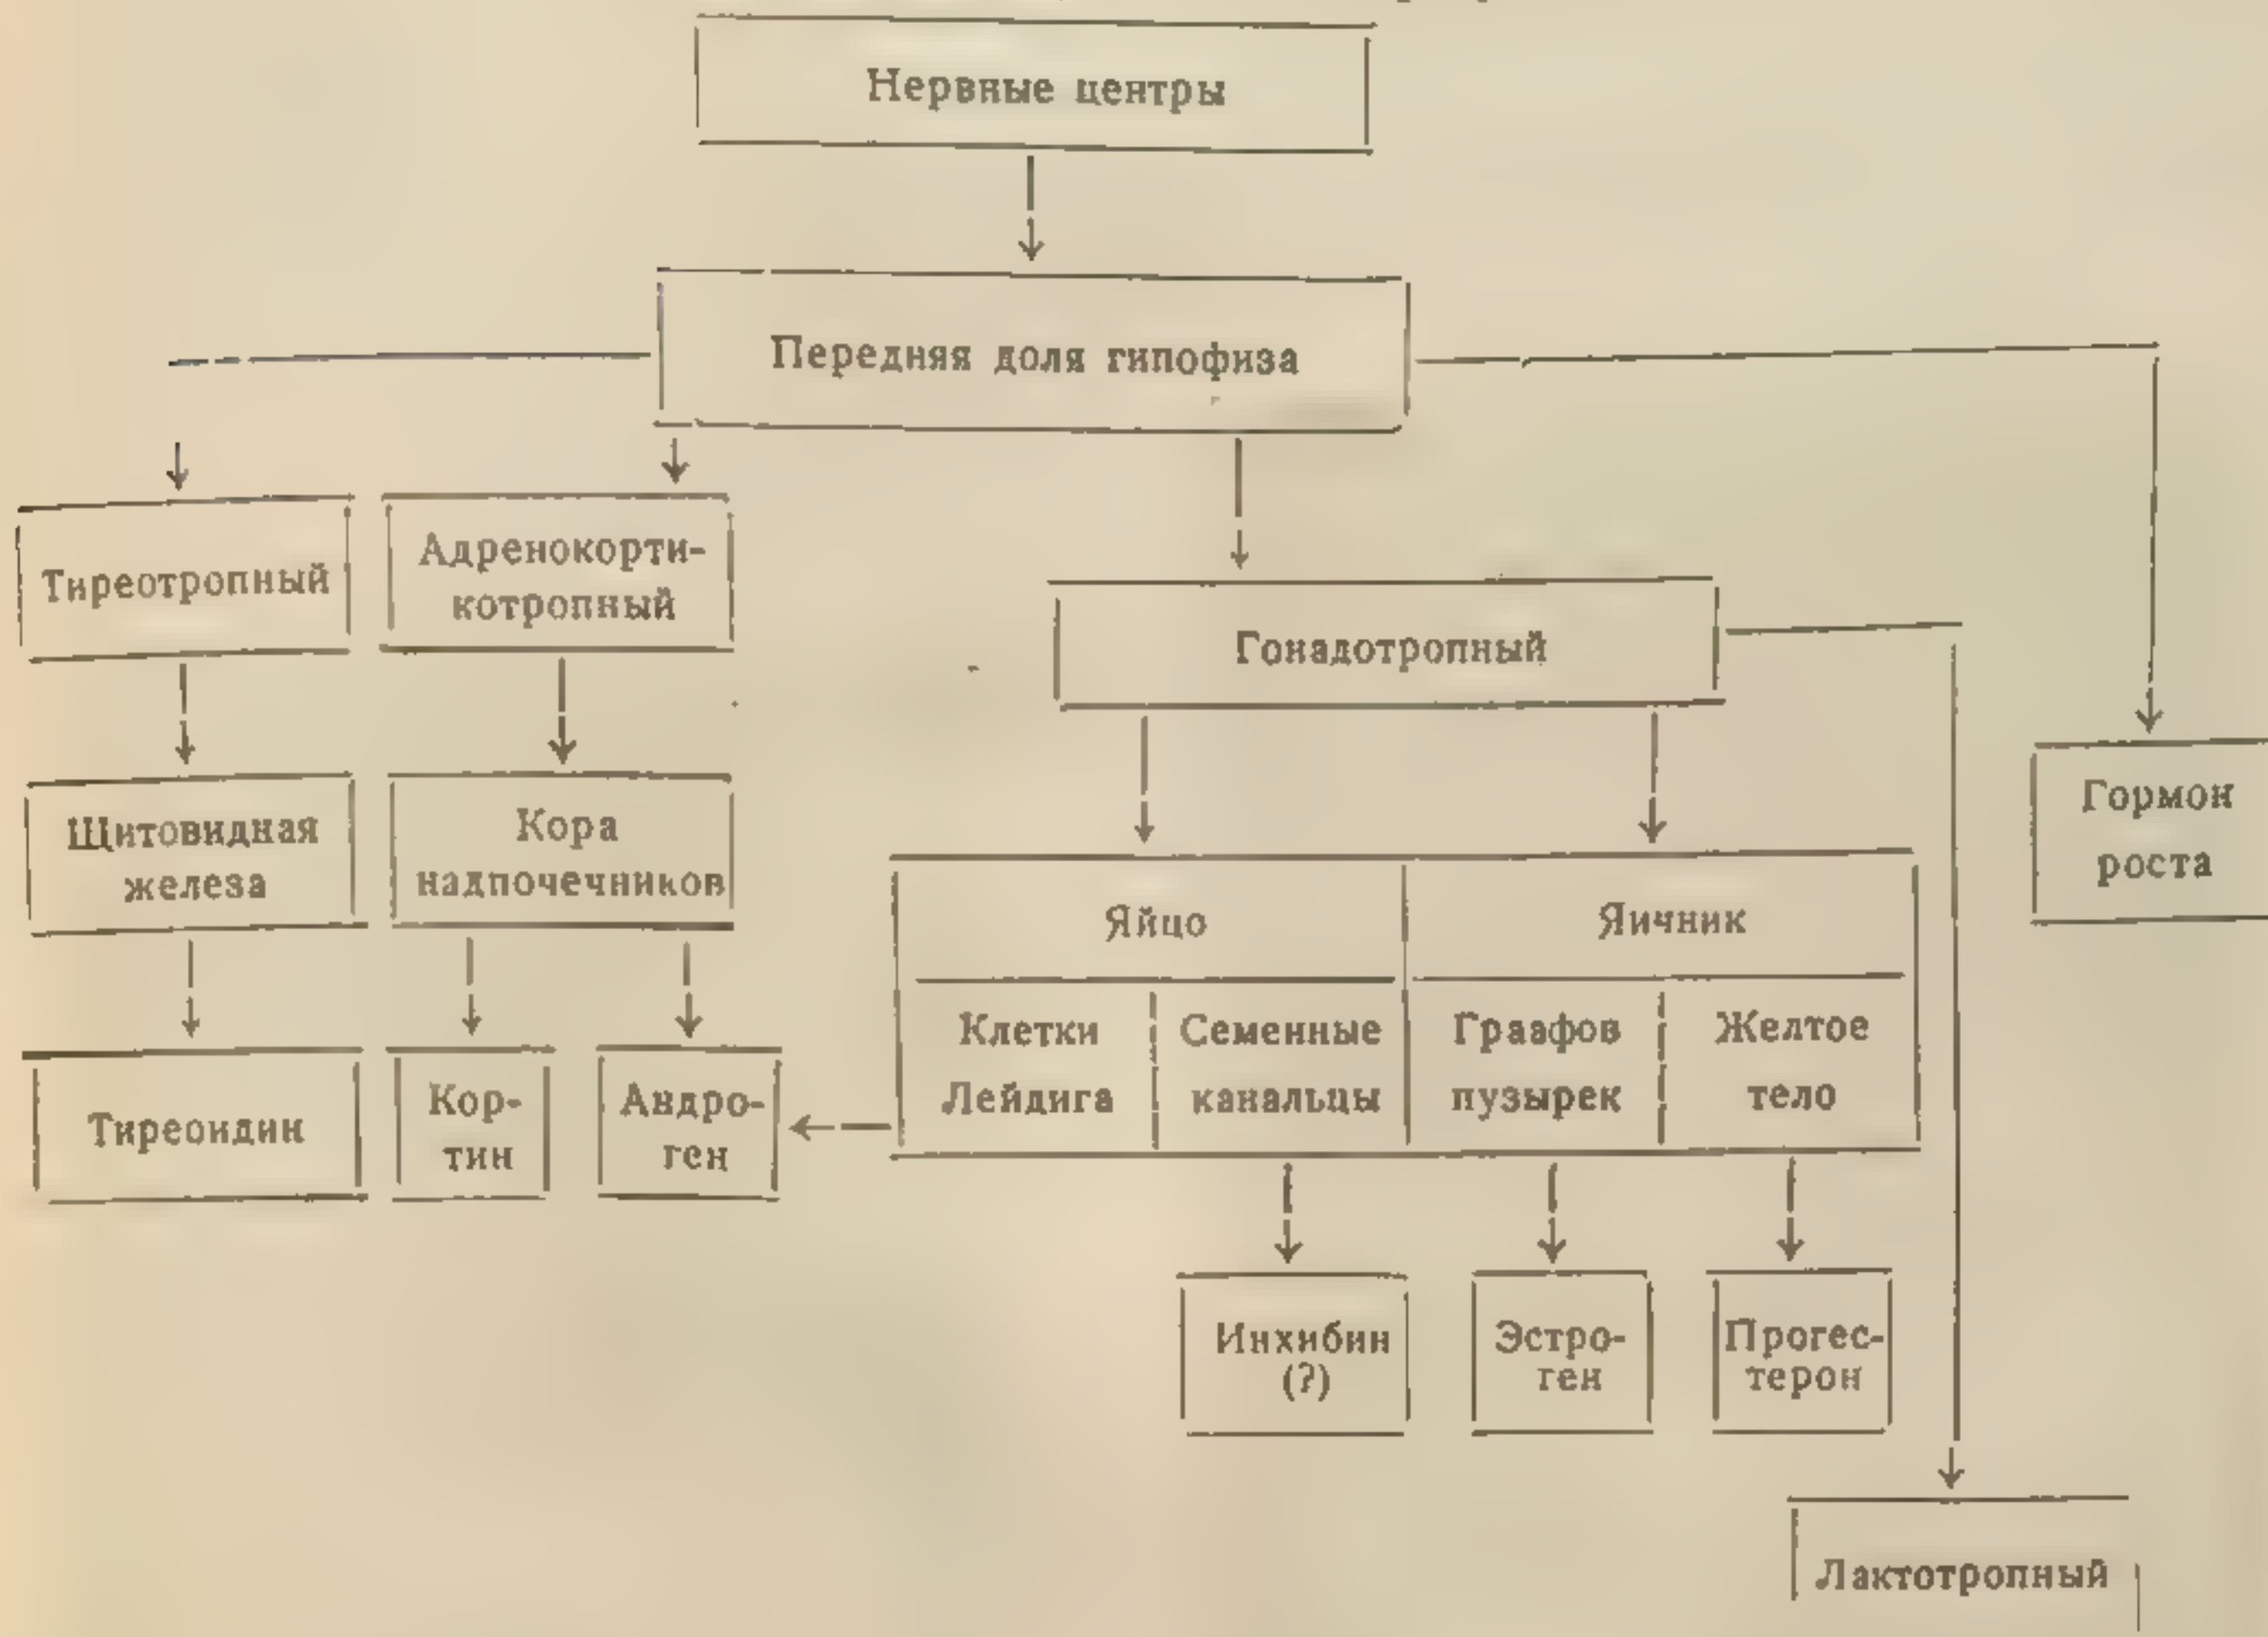 Нервные центры
Передняя доля гипофиза
Тиреотропный
Адренокорти-
котропный
Гонадотропный
Щитовидная
железа
Кора
надпочечников
Гормон
роста
Яйцо
Яичник
Клетки
Лейдига
Семенные
канальцы
Граафов
пузырек
Желтое
тело
Тиреоидин
Кор-
тин
Андро-
ген
Инхибин
(?)
Эстро-
ген
Прогес-
терон
Лактотропный